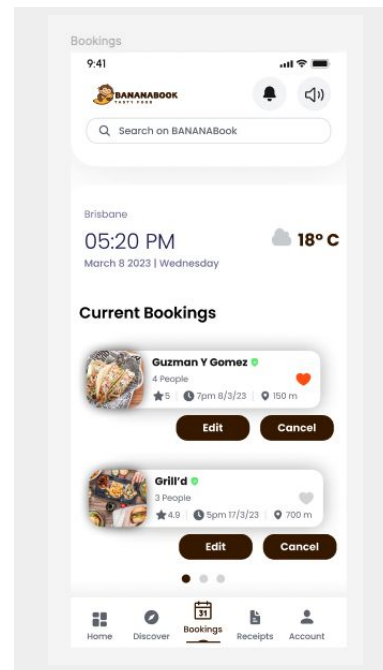 Bookings
9:41
BANANABOOK
TASTY FOOD
Search on BANANABook
Brisbane
05:20 PM
18° C
March 8 2023 | Wednesday
Current Bookings
Guzman Y Gomez
4 People
5 7pm 8/3/23 150 m
Edit Cancel
Grill'd
3 People
4.9 5pm 17/3/23 700 m
Edit Cancel
31
Home Discover Bookings Receipts Account